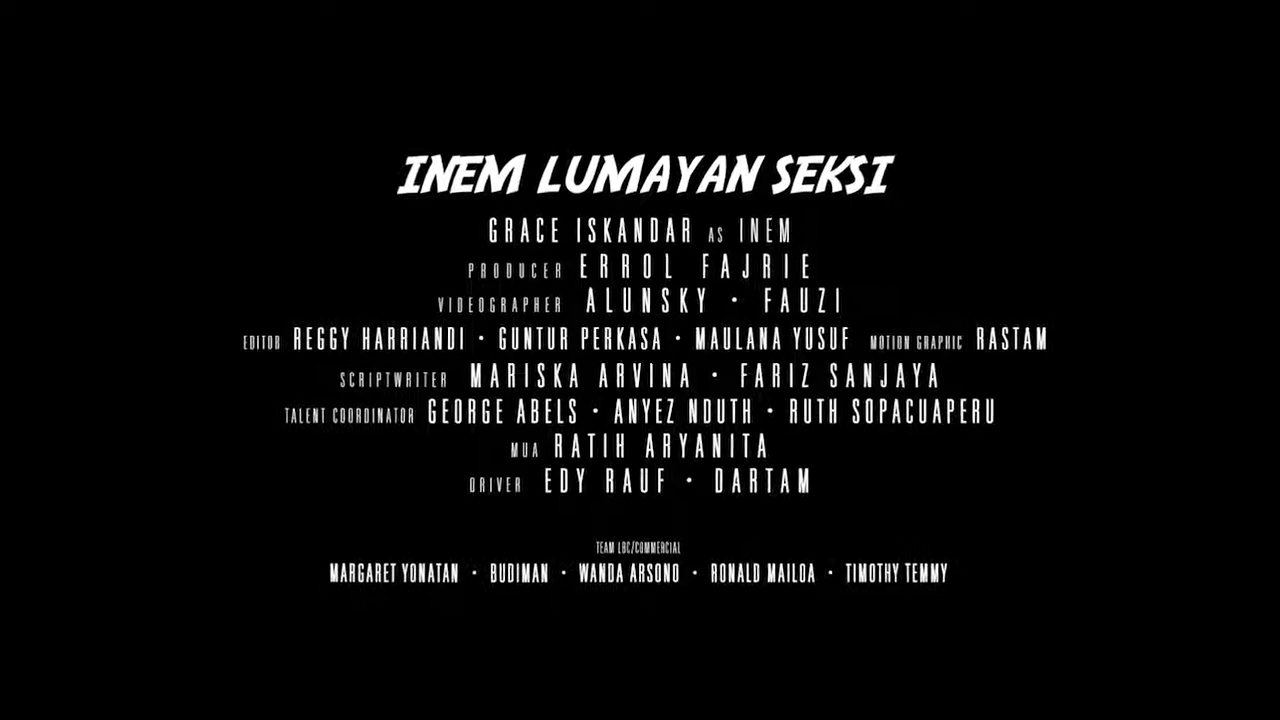 INEM LUMAYAN SEKSI
GRACE ISKANDAR AS INEM
PRODUCER ERROL FAJRIE
VIDEOGRAPHER ALUNSKY • FAUZI
EDITOR REGGY HARRIANDI • GUNTUR PERKASA • MAULANA YUSUF MOTION GRAPHIC RASTAM
SCRIPTWRITER MARISKA ARVINA • FARIZ SANJAYA
TALENT COORDINATOR GEORGE ABELS • ANYEZ NDUTH • RUTH SOPACUAPERU
MUA RATIH ARYANITA
DRIVER EDY RAUF • DARTAM
TEAM LBC/COMMERCIAL
MARGARET YONATAN • BUDIMAN • WANDA ARSONO • RONALD MAILOA • TIMOTHY TEMMY